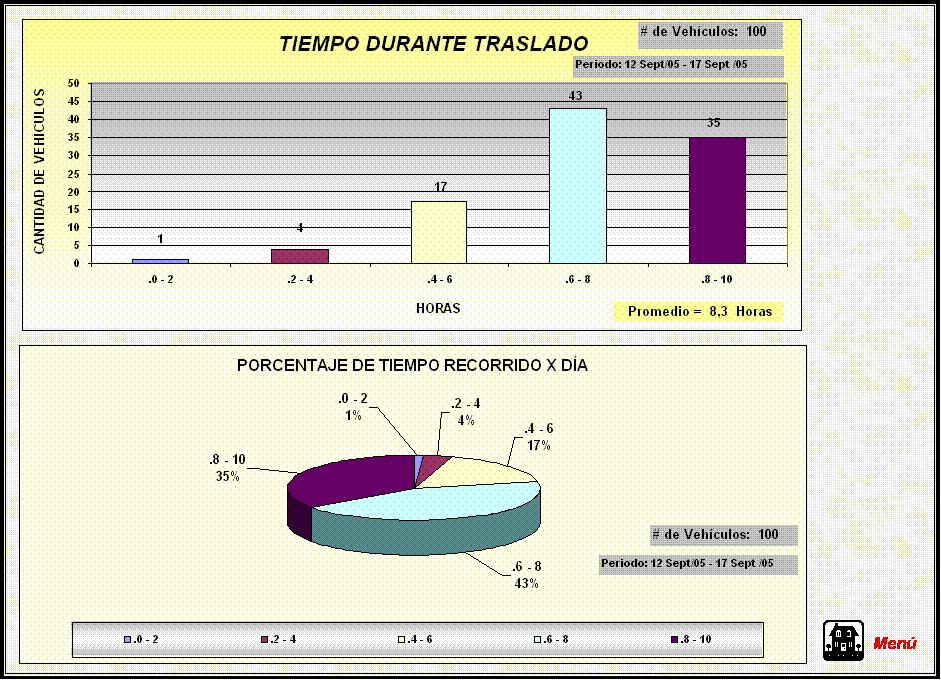 TIEMPO DURANTE TRASLADO
# de Vehículos: 100
Periodo: 12 Sept/05 - 17 Sept /05
CANTIDAD DE VEHÍCULOS
50
45
40
35
30
25
20
15
10
5
0
1
4
17
43
35
.0 - 2
.2 - 4
.4 - 6
.6 - 8
.8 - 10
HORAS
Promedio = 8,3 Horas
PORCENTAJE DE TIEMPO RECORRIDO X DÍA
.0 - 2
1%
.2 - 4
4%
.4 - 6
17%
.8 - 10
35%
.6 - 8
43%
# de Vehículos: 100
Periodo: 12 Sept/05 - 17 Sept /05
.0 - 2
.2 - 4
.4 - 6
.6 - 8
.8 - 10
Menú